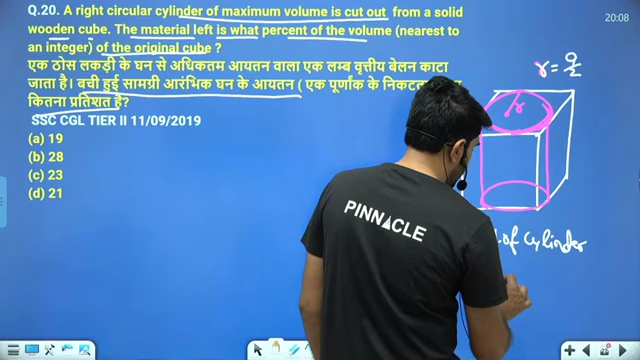 20:08
Q.20. A right circular cylinder of maximum volume is cut out from a solid
wooden cube. The material left is what percent of the volume (nearest to
an integer) of the original cube ?
एक ठोस लकड़ी के घन से अधिकतम आयतन वाला एक लम्ब वृत्तीय बेलन काटा
जाता है। बची हुई सामग्री आरंभिक घन के आयतन ( एक पूर्णांक के निकटतम
कितना प्रतिशत है?
SSC CGL TIER II 11/09/2019
(a) 19
(b) 28
(c) 23
(d) 21
r = a/2
r
of cylinder
PINNACLE